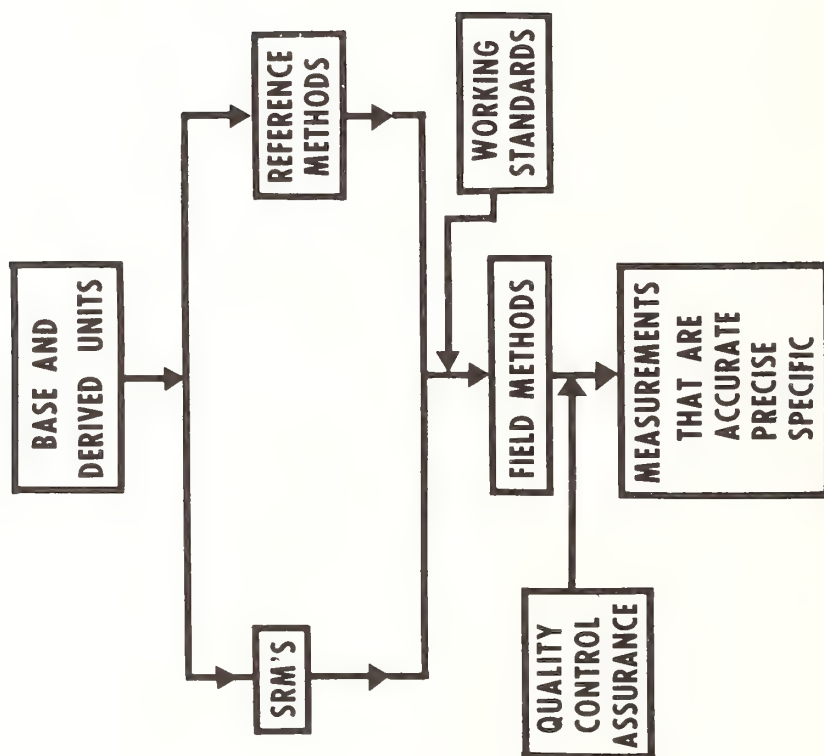 BASE AND
DERIVED UNITS
SRM'S
REFERENCE
METHODS
WORKING
STANDARDS
FIELD METHODS
QUALITY
CONTROL
ASSURANCE
MEASUREMENTS
THAT ARE
ACCURATE
PRECISE
SPECIFIC